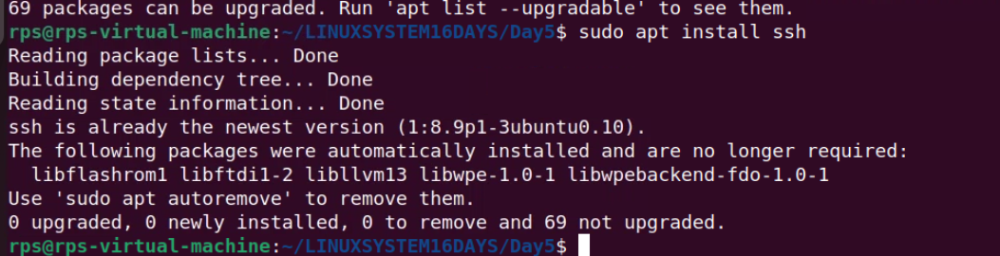 69 packages can be upgraded. Run 'apt list --upgradable' to see them.
rps@rps-virtual-machine:~/LINUXSYSTEM16DAYS/Day5$ sudo apt install ssh
Reading package lists... Done
Building dependency tree... Done
Reading state information... Done
ssh is already the newest version (1:8.9p1-3ubuntu0.10).
The following packages were automatically installed and are no longer required:
  libflashrom1 libftdi1-2 libllvm13 libwpe-1.0-1 libwpebackend-fdo-1.0-1
Use 'sudo apt autoremove' to remove them.
0 upgraded, 0 newly installed, 0 to remove and 69 not upgraded.
rps@rps-virtual-machine:~/LINUXSYSTEM16DAYS/Day5$